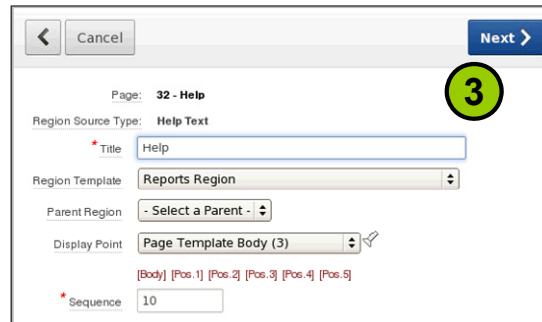 Cancel Next
3
Page: 32 - Help
Region Source Type: Help Text
* Title Help
Region Template Reports Region
Parent Region - Select a Parent -
Display Point Page Template Body (3)
[Body] [Pos.1] [Pos.2] [Pos.3] [Pos.4] [Pos.5]
* Sequence 10